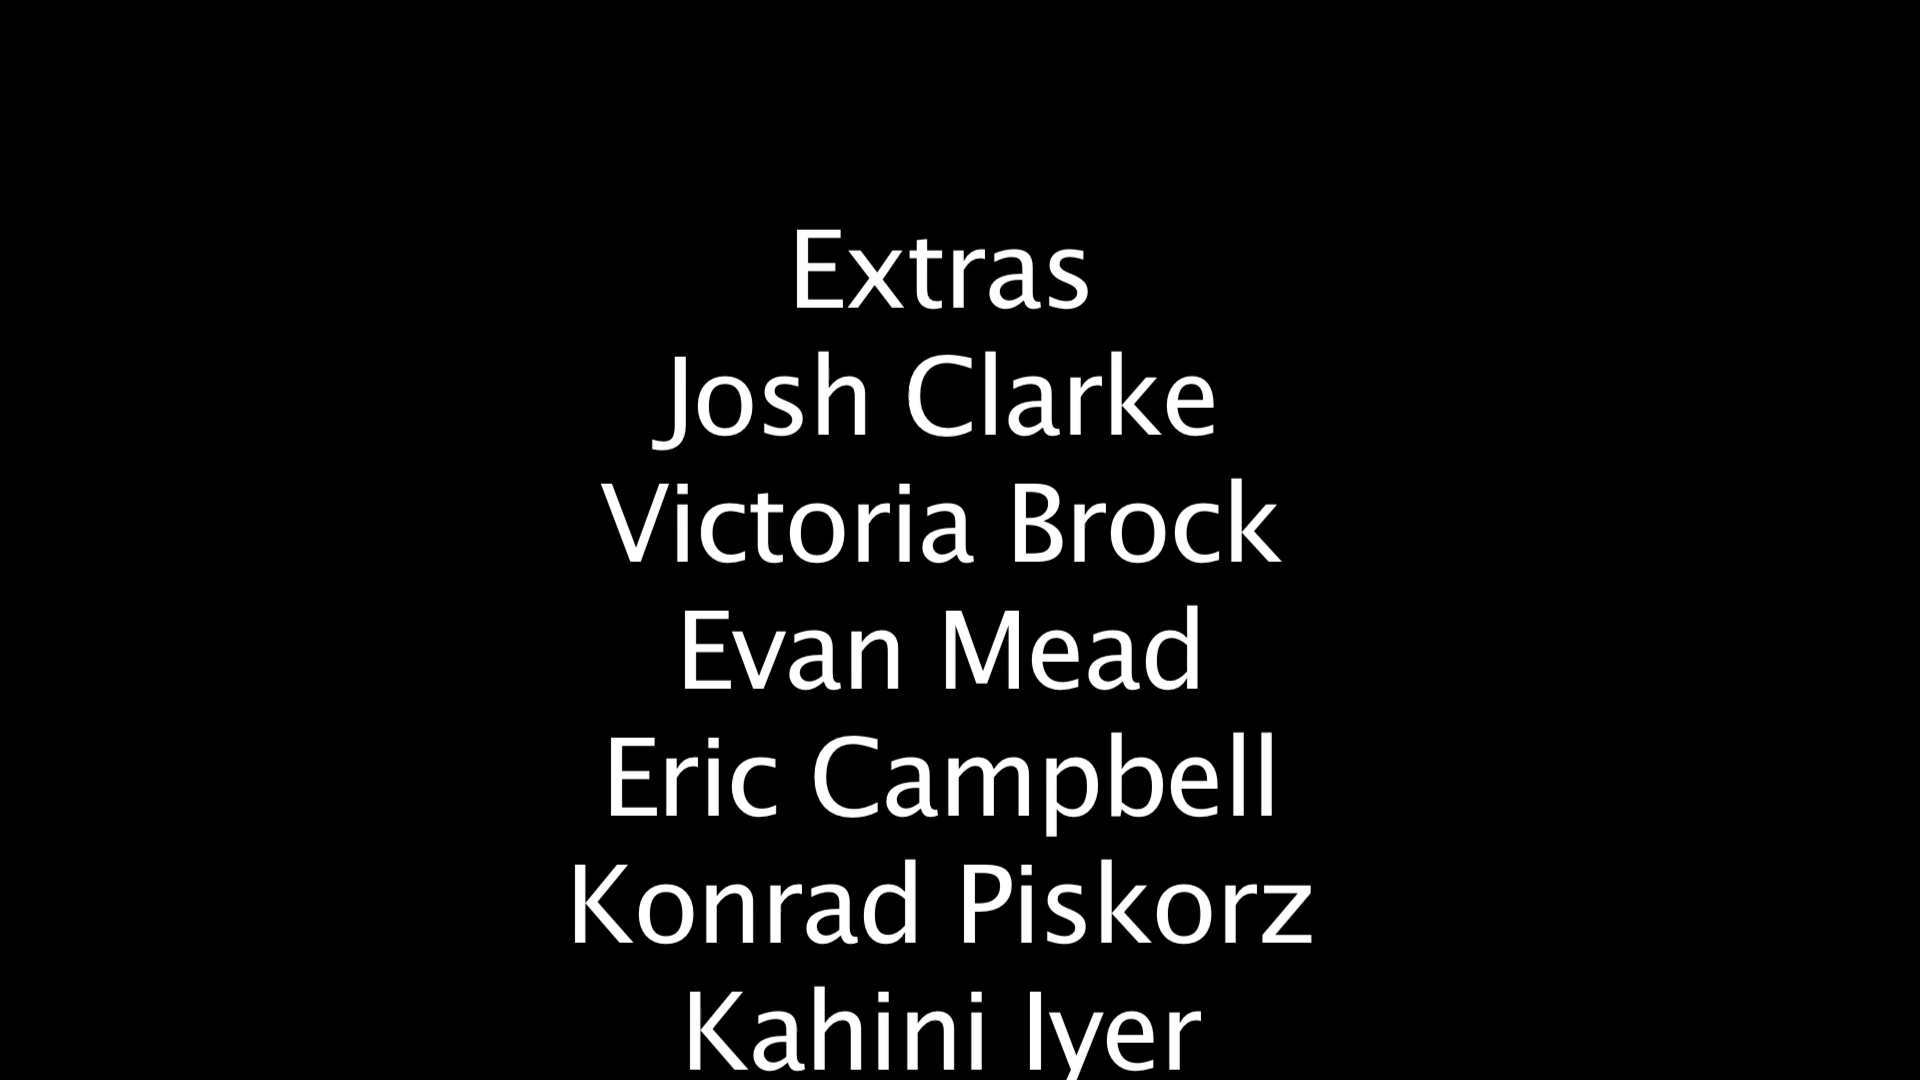 Extras
Josh Clarke
Victoria Brock
Evan Mead
Eric Campbell
Konrad Piskorz
Kahini Iyer